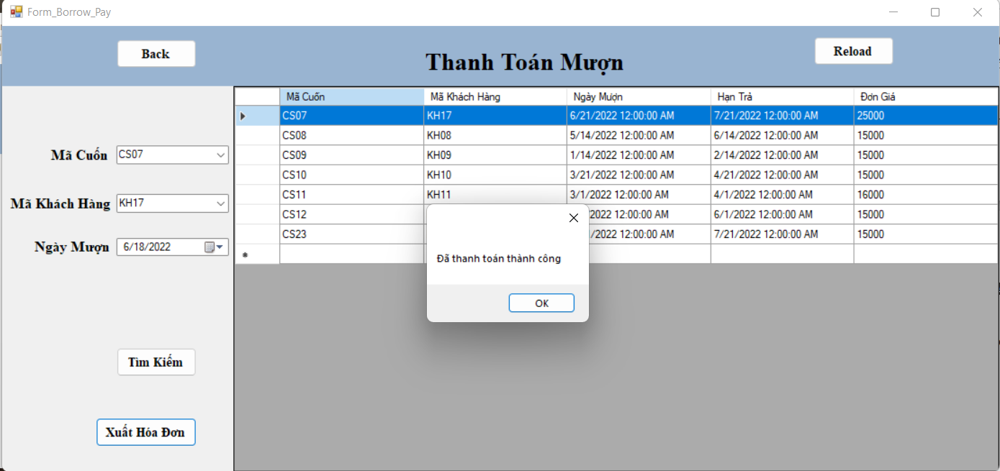 Form_Borrow_Pay
Back
Thanh Toán Mượn
Reload
Mã Cuốn Mã Khách Hàng Ngày Mượn Hạn Trả Đơn Giá
CS07 KH17 6/21/2022 12:00:00 AM 7/21/2022 12:00:00 AM 25000
CS08 KH08 5/14/2022 12:00:00 AM 6/14/2022 12:00:00 AM 15000
CS09 KH09 1/14/2022 12:00:00 AM 2/14/2022 12:00:00 AM 15000
CS10 KH10 3/21/2022 12:00:00 AM 4/21/2022 12:00:00 AM 15000
CS11 KH11 3/1/2022 12:00:00 AM 4/1/2022 12:00:00 AM 16000
CS12 2022 12:00:00 AM 6/1/2022 12:00:00 AM 15000
CS23 /2022 12:00:00 AM 7/21/2022 12:00:00 AM 15000
Mã Cuốn CS07
Mã Khách Hàng KH17
Ngày Mượn 6/18/2022
Tìm Kiếm
Xuất Hóa Đơn
Đã thanh toán thành công
OK